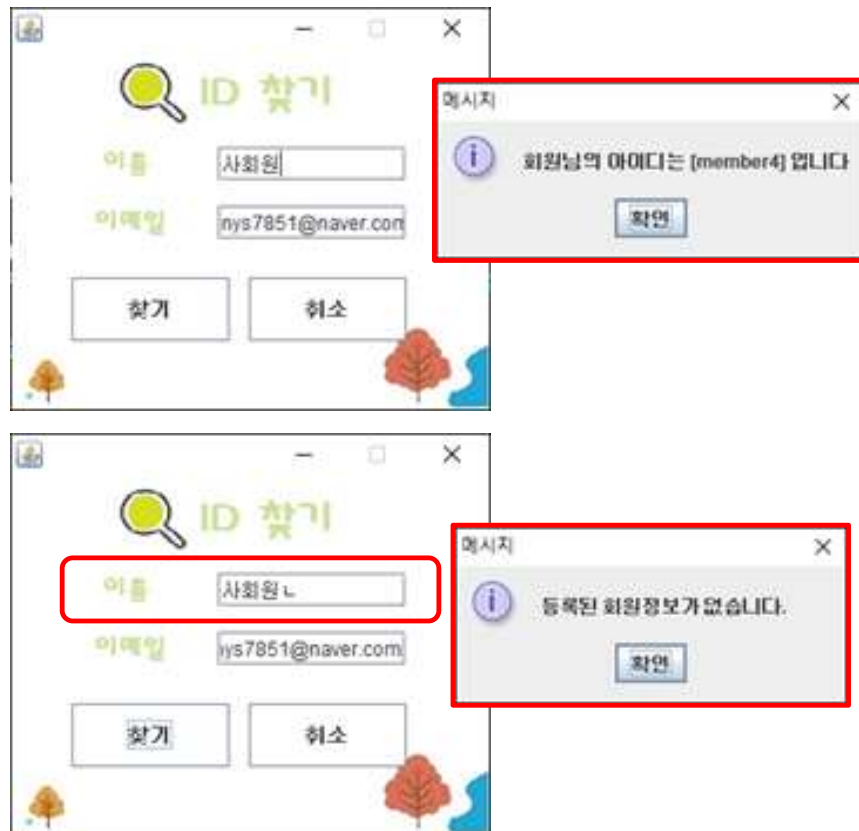 ID 찾기
이름 사회원
이메일 nys7851@naver.com
찾기 취소
메시지
회원님의 아이디는 [member4] 입니다
확인
ID 찾기
이름 사회원ㄴ
이메일 ys7851@naver.com
찾기 취소
메시지
등록된 회원정보가 없습니다.
확인